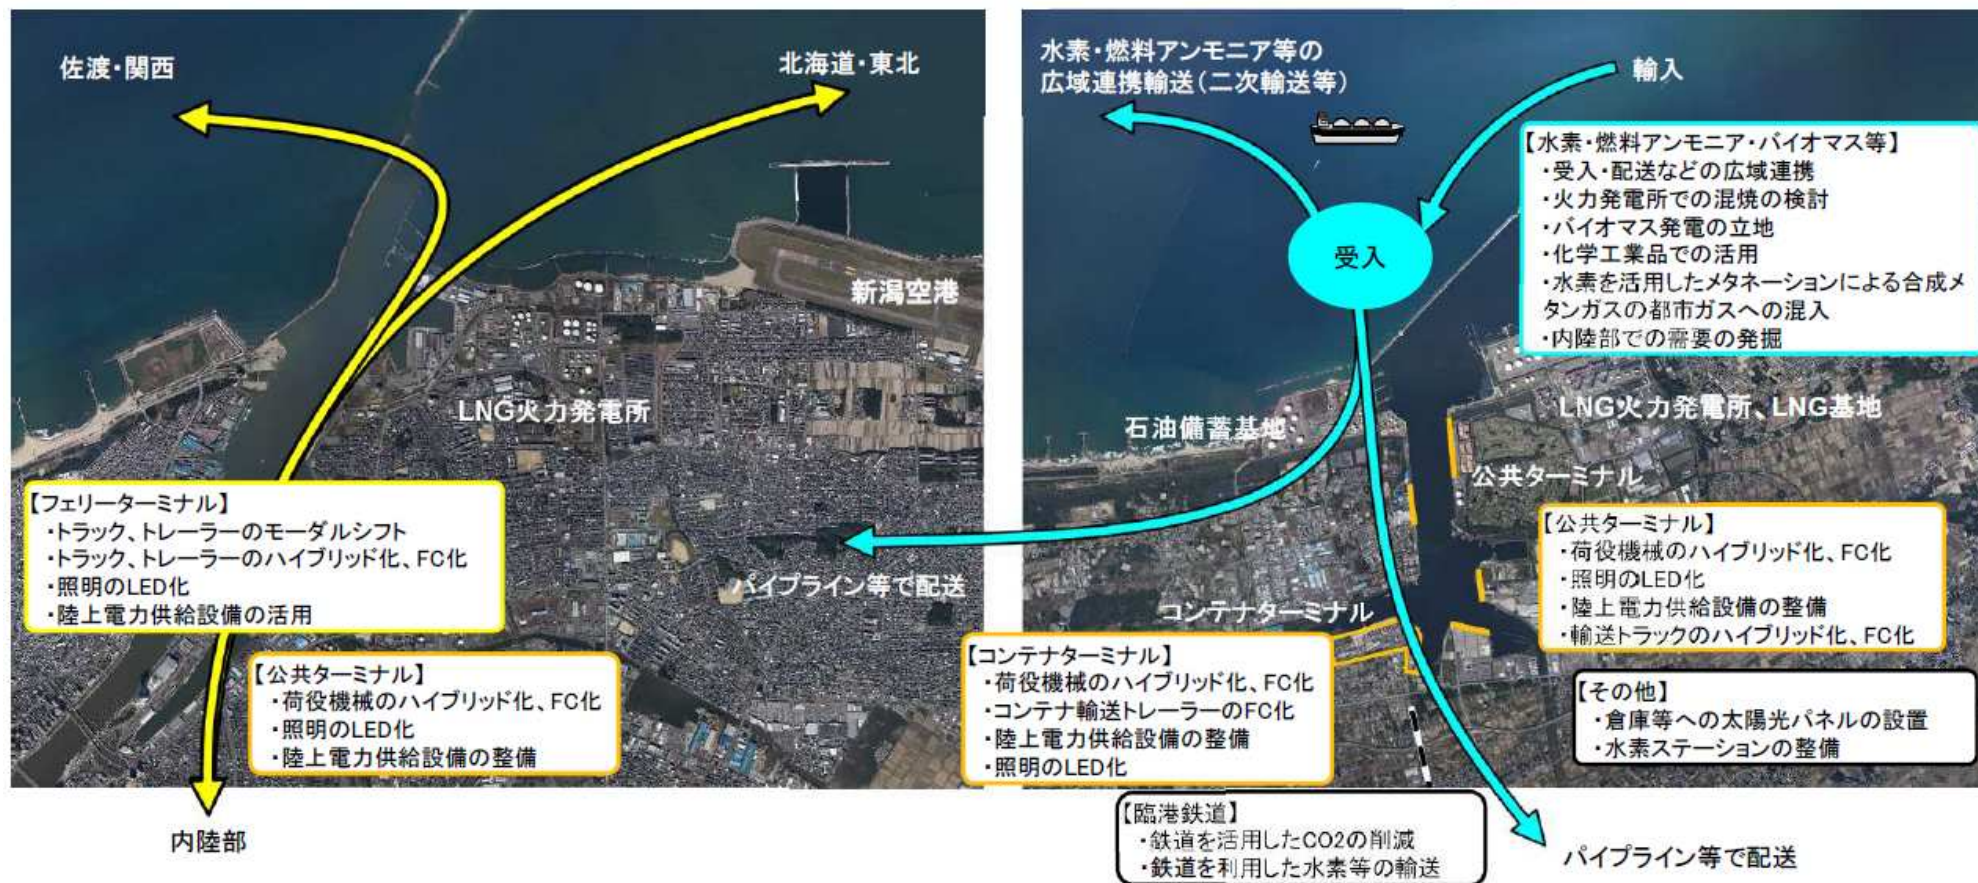 佐渡・関西
北海道・東北
新潟空港
LNG火力発電所
【フェリーターミナル】
・トラック、トレーラーのモーダルシフト
・トラック、トレーラーのハイブリッド化、FC化
・照明のLED化
・陸上電力供給設備の活用
パイプライン等で配送
【公共ターミナル】
・荷役機械のハイブリッド化、FC化
・照明のLED化
・陸上電力供給設備の整備
内陸部
水素・燃料アンモニア等の
広域連携輸送(二次輸送等)
輸入
【水素・燃料アンモニア・バイオマス等】
・受入・配送などの広域連携
・火力発電所での混焼の検討
・バイオマス発電の立地
・化学工業品での活用
・水素を活用したメタネーションによる合成メ
タンガスの都市ガスへの混入
・内陸部での需要の発掘
受入
LNG火力発電所、LNG基地
石油備蓄基地
公共ターミナル
【公共ターミナル】
・荷役機械のハイブリッド化、FC化
・照明のLED化
・陸上電力供給設備の整備
・輸送トラックのハイブリッド化、FC化
コンテナターミナル
【コンテナターミナル】
・荷役機械のハイブリッド化、FC化
・コンテナ輸送トレーラーのFC化
・陸上電力供給設備の整備
・照明のLED化
【その他】
・倉庫等への太陽光パネルの設置
・水素ステーションの整備
【臨港鉄道】
・鉄道を活用したCO2の削減
・鉄道を利用した水素等の輸送
パイプライン等で配送